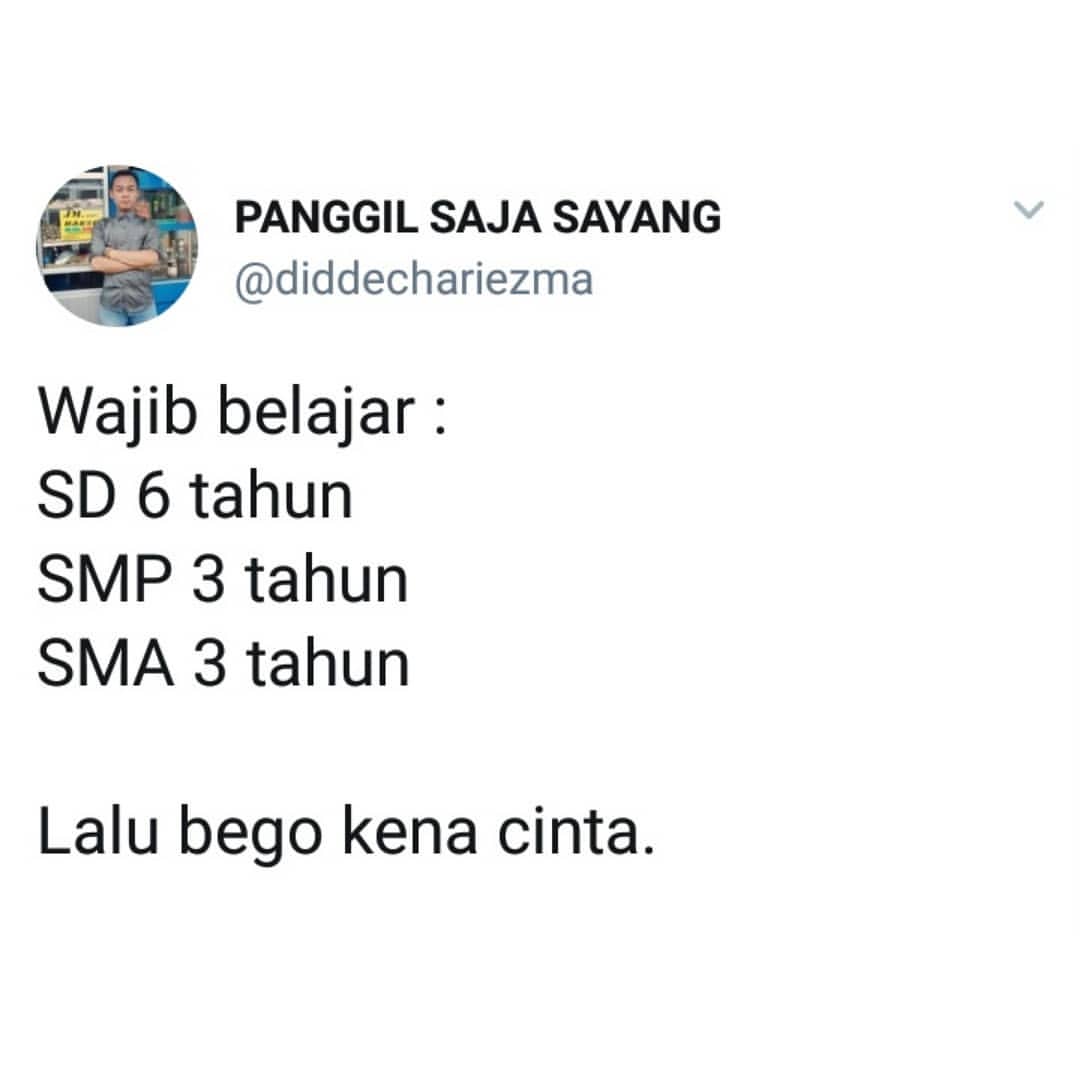 PANGGIL SAJA SAYANG
@diddechariezma
Wajib belajar :
SD 6 tahun
SMP 3 tahun
SMA 3 tahun
Lalu bego kena cinta.